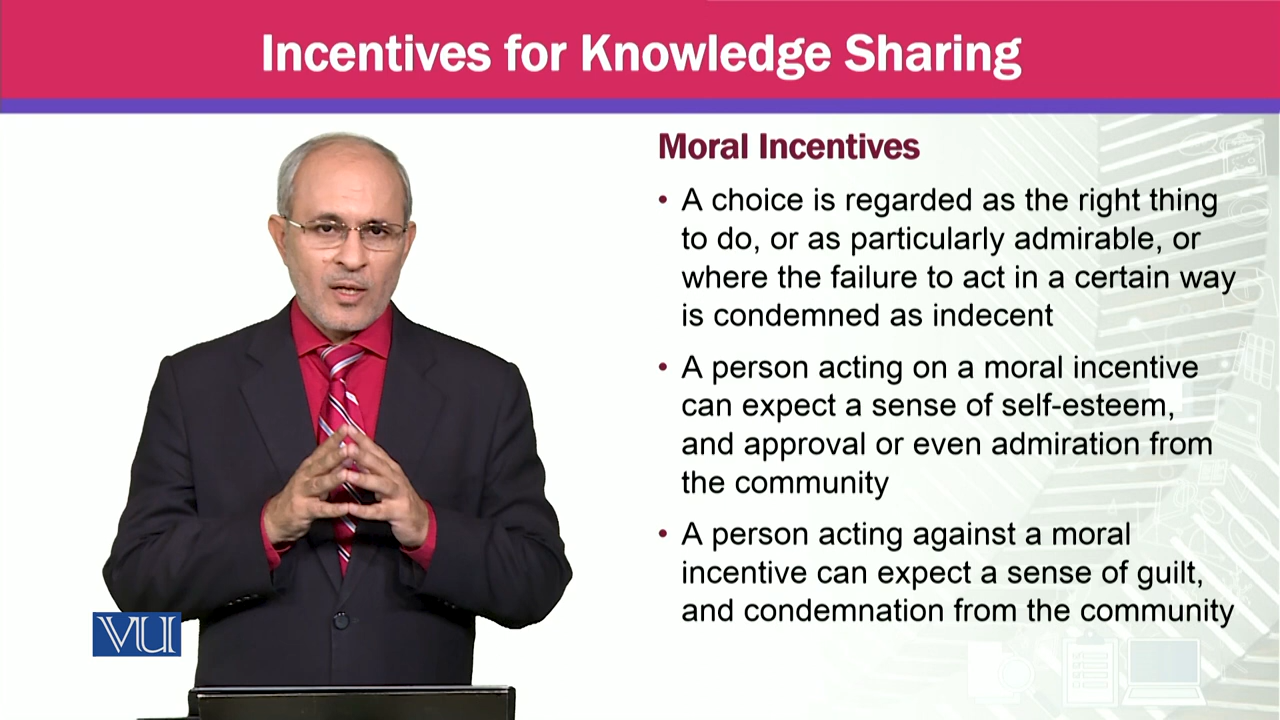 Incentives for Knowledge Sharing
Moral Incentives
• A choice is regarded as the right thing
to do, or as particularly admirable, or
where the failure to act in a certain way
is condemned as indecent
• A person acting on a moral incentive
can expect a sense of self-esteem,
and approval or even admiration from
the community
• A person acting against a moral
incentive can expect a sense of guilt,
and condemnation from the community
VU